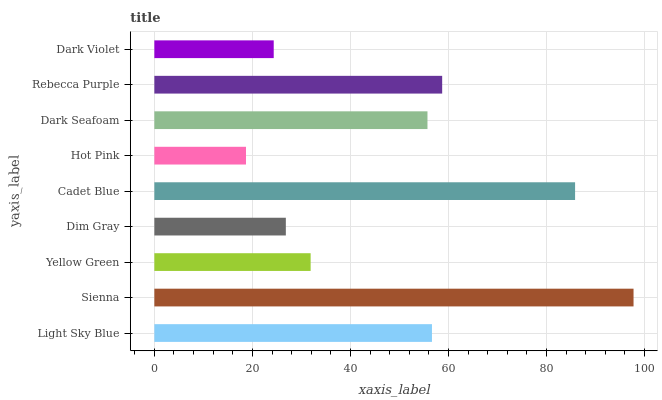 title
Dark Violet
Rebecca Purple
Dark Seafoam
Hot Pink
Cadet Blue
Dim Gray
Yellow Green
Sienna
Light Sky Blue
yaxis_label
0 20 40 60 80 100
xaxis_label